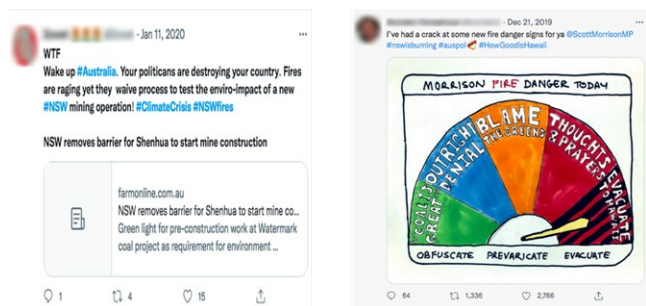 · Jan 11, 2020
WTF
Wake up #Australia. Your politicans are destroying your country. Fires
are raging yet they waive process to test the enviro-impact of a new
#NSW mining operation! #ClimateCrisis #NSWfires
NSW removes barrier for Shenhua to start mine construction
farmonline.com.au
NSW removes barrier for Shenhua to start mine co...
Green light for pre-construction work at Watermark
coal project as requirement for environment ...
1 4 15
· Dec 21, 2019
I've had a crack at some new fire danger signs for ya @ScottMorrisonMP
#nswisburning #auspol #HowGoodIsHawaii
MORRISON FIRE DANGER TODAY
COAL IS GREAT
OUTRIGHT DENIAL
BLAME THE GREENS
THOUGHTS & PRAYERS
EVACUATE TO HAWAII
OBFUSCATE PREVARICATE EVACUATE
64 1,336 2,766